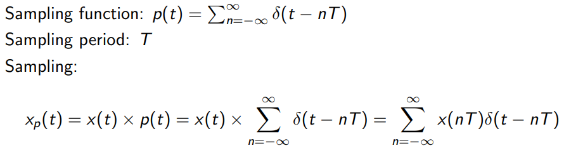 Sampling function: p(t) = ∑_{n=-∞}^{∞} δ(t − nT)
Sampling period: T
Sampling:
x_p(t) = x(t) × p(t) = x(t) × ∑_{n=-∞}^{∞} δ(t − nT) = ∑_{n=-∞}^{∞} x(nT)δ(t − nT)